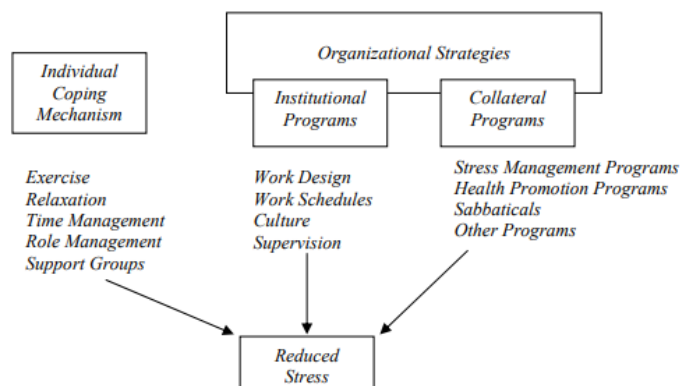 Organizational Strategies
Individual
Coping
Mechanism
Institutional
Programs
Collateral
Programs
Exercise
Relaxation
Time Management
Role Management
Support Groups
Work Design
Work Schedules
Culture
Supervision
Stress Management Programs
Health Promotion Programs
Sabbaticals
Other Programs
Reduced
Stress